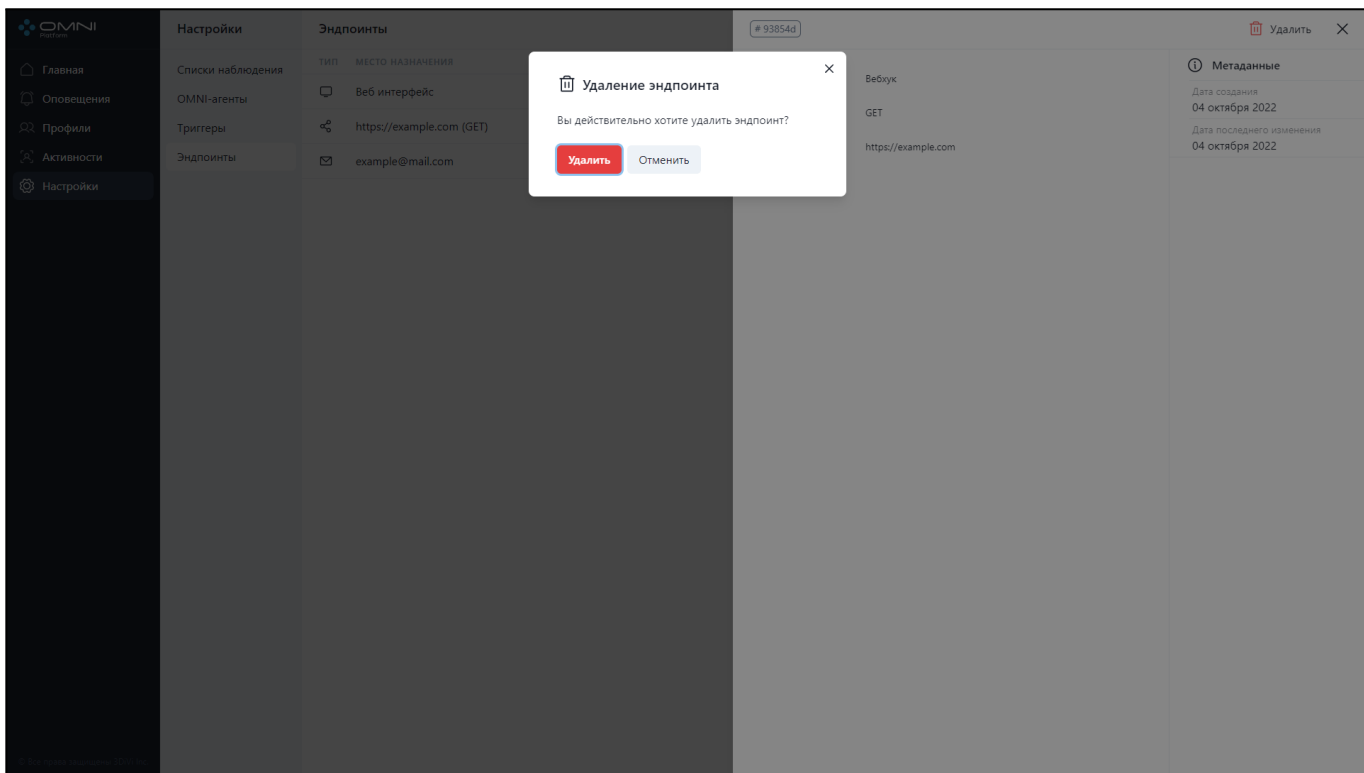 OMNI
Platform
Главная
Оповещения
Профили
Активности
Настройки
Настройки
Списки наблюдения
OMNI-агенты
Триггеры
Эндпоинты
Эндпоинты
ТИП МЕСТО НАЗНАЧЕНИЯ
Веб интерфейс
https://example.com (GET)
example@mail.com
Удаление эндпоинта
Вы действительно хотите удалить эндпоинт?
Удалить Отменить
# 93854d
Удалить
Вебхук
GET
https://example.com
Метаданные
Дата создания
04 октября 2022
Дата последнего изменения
04 октября 2022